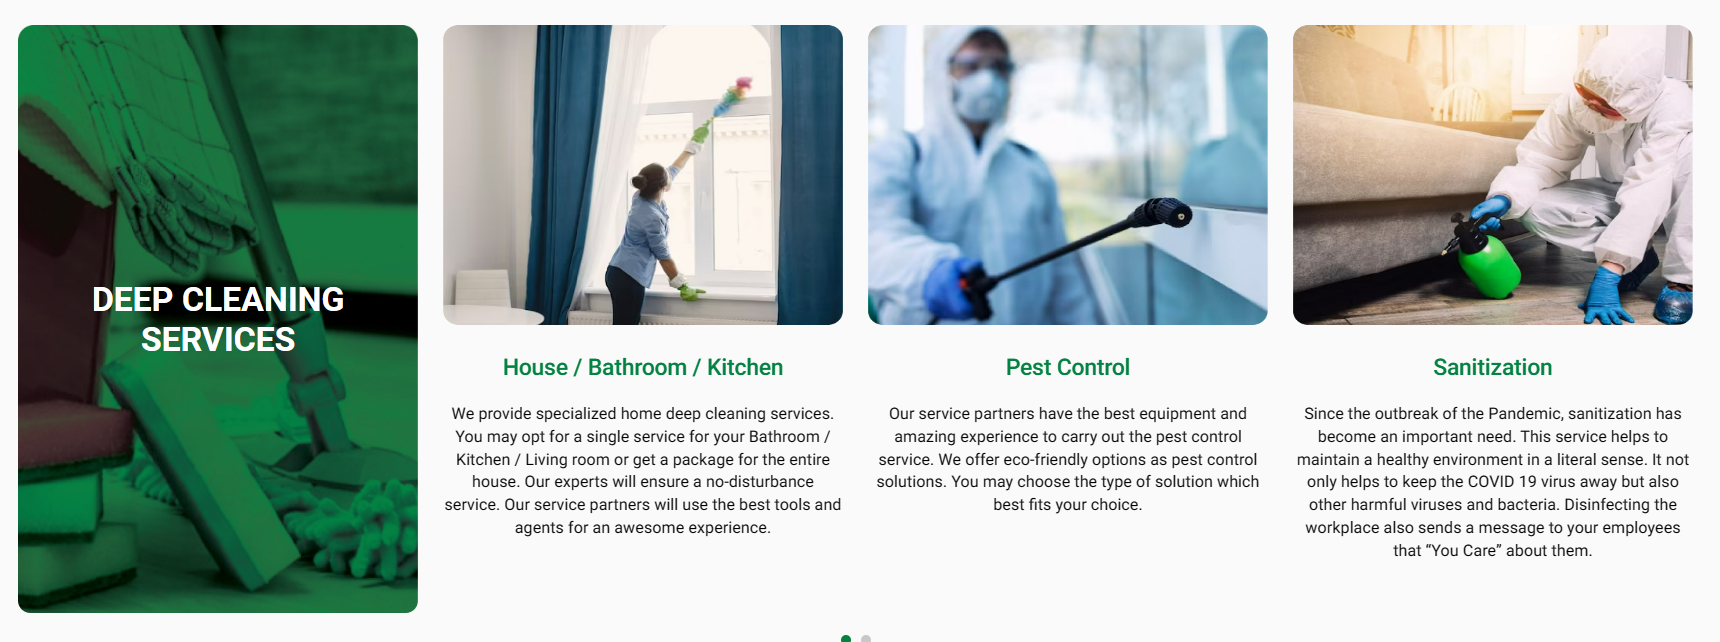 DEEP CLEANING
SERVICES
House / Bathroom / Kitchen
We provide specialized home deep cleaning services.
You may opt for a single service for your Bathroom /
Kitchen / Living room or get a package for the entire
house. Our experts will ensure a no-disturbance
service. Our service partners will use the best tools and
agents for an awesome experience.
Pest Control
Our service partners have the best equipment and
amazing experience to carry out the pest control
service. We offer eco-friendly options as pest control
solutions. You may choose the type of solution which
best fits your choice.
Sanitization
Since the outbreak of the Pandemic, sanitization has
become an important need. This service helps to
maintain a healthy environment in a literal sense. It not
only helps to keep the COVID 19 virus away but also
other harmful viruses and bacteria. Disinfecting the
workplace also sends a message to your employees
that “You Care” about them.